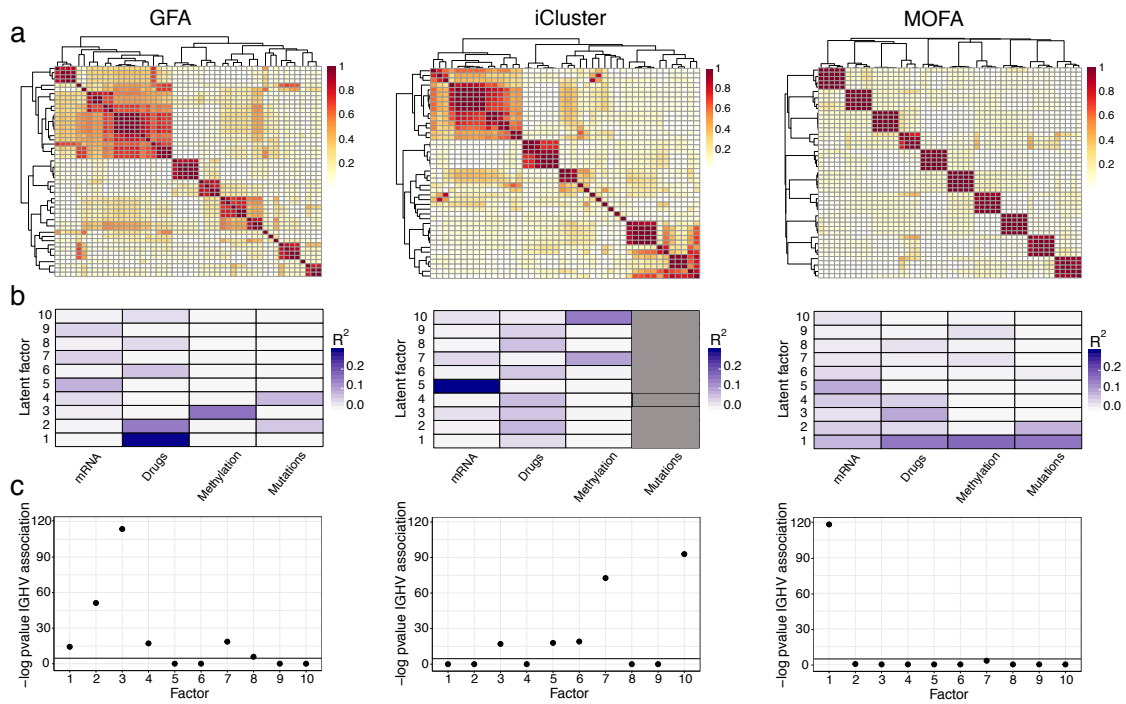 GFA
iCluster
MOFA
a
1
0.8
0.6
0.4
0.2
1
0.8
0.6
0.4
0.2
1
0.8
0.6
0.4
0.2
b
Latent factor
10
9
8
7
6
5
4
3
2
1
mRNA
Drugs
Methylation
Mutations
R²
0.2
0.1
0.0
Latent factor
10
9
8
7
6
5
4
3
2
1
mRNA
Drugs
Methylation
Mutations
R²
0.2
0.1
0.0
Latent factor
10
9
8
7
6
5
4
3
2
1
mRNA
Drugs
Methylation
Mutations
R²
0.2
0.1
0.0
c
−log pvalue IGHV association
120
90
60
30
0
1 2 3 4 5 6 7 8 9 10
Factor
−log pvalue IGHV association
120
90
60
30
0
1 2 3 4 5 6 7 8 9 10
Factor
−log pvalue IGHV association
120
90
60
30
0
1 2 3 4 5 6 7 8 9 10
Factor